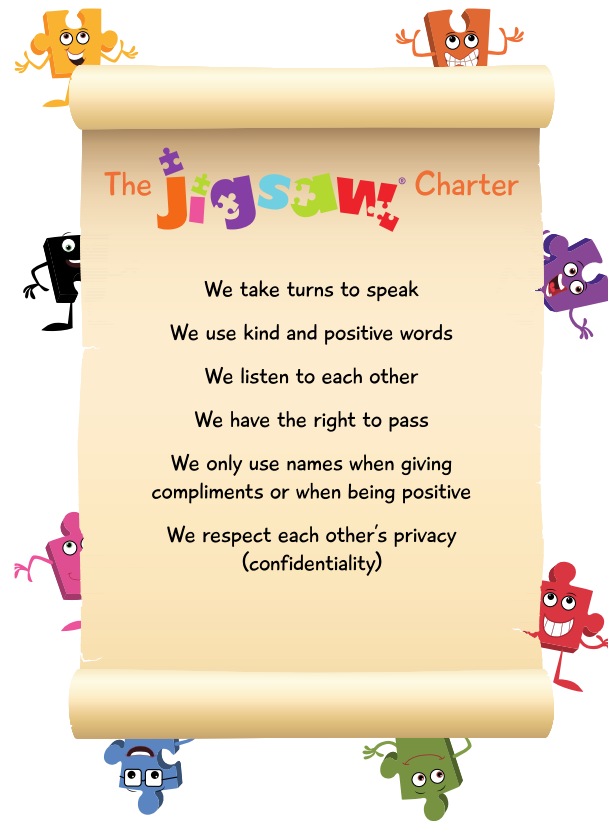 The jigsaw® Charter
We take turns to speak
We use kind and positive words
We listen to each other
We have the right to pass
We only use names when giving
compliments or when being positive
We respect each other's privacy
(confidentiality)